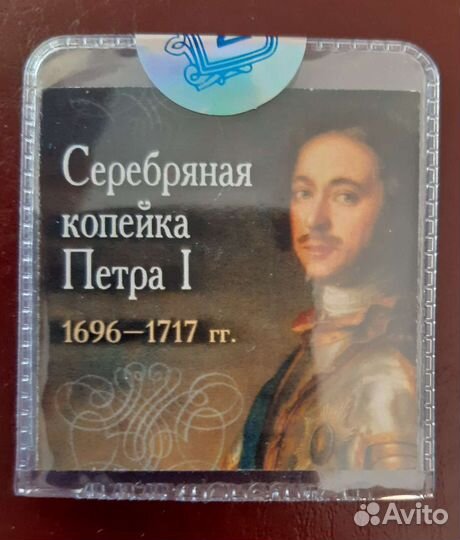 Серебряная
копейка
Петра I
1696—1717 гг.
Avito